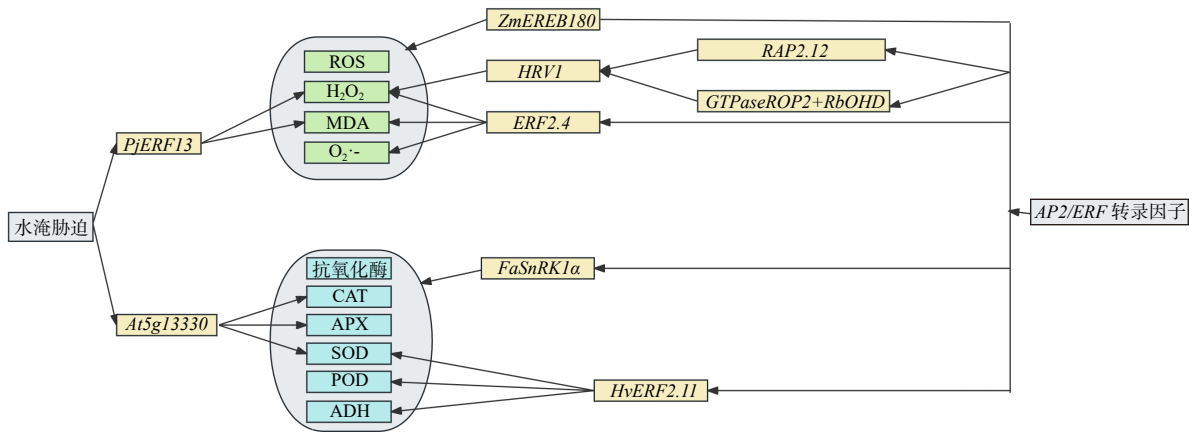 ZmEREB180
ROS
HRV1
RAP2.12
H₂O₂
GTPaseROP2+RbOHD
MDA
ERF2.4
PjERF13
O₂·-
水淹胁迫
AP2/ERF 转录因子
抗氧化酶
FaSnRK1α
CAT
At5g13330
APX
SOD
POD
HvERF2.11
ADH